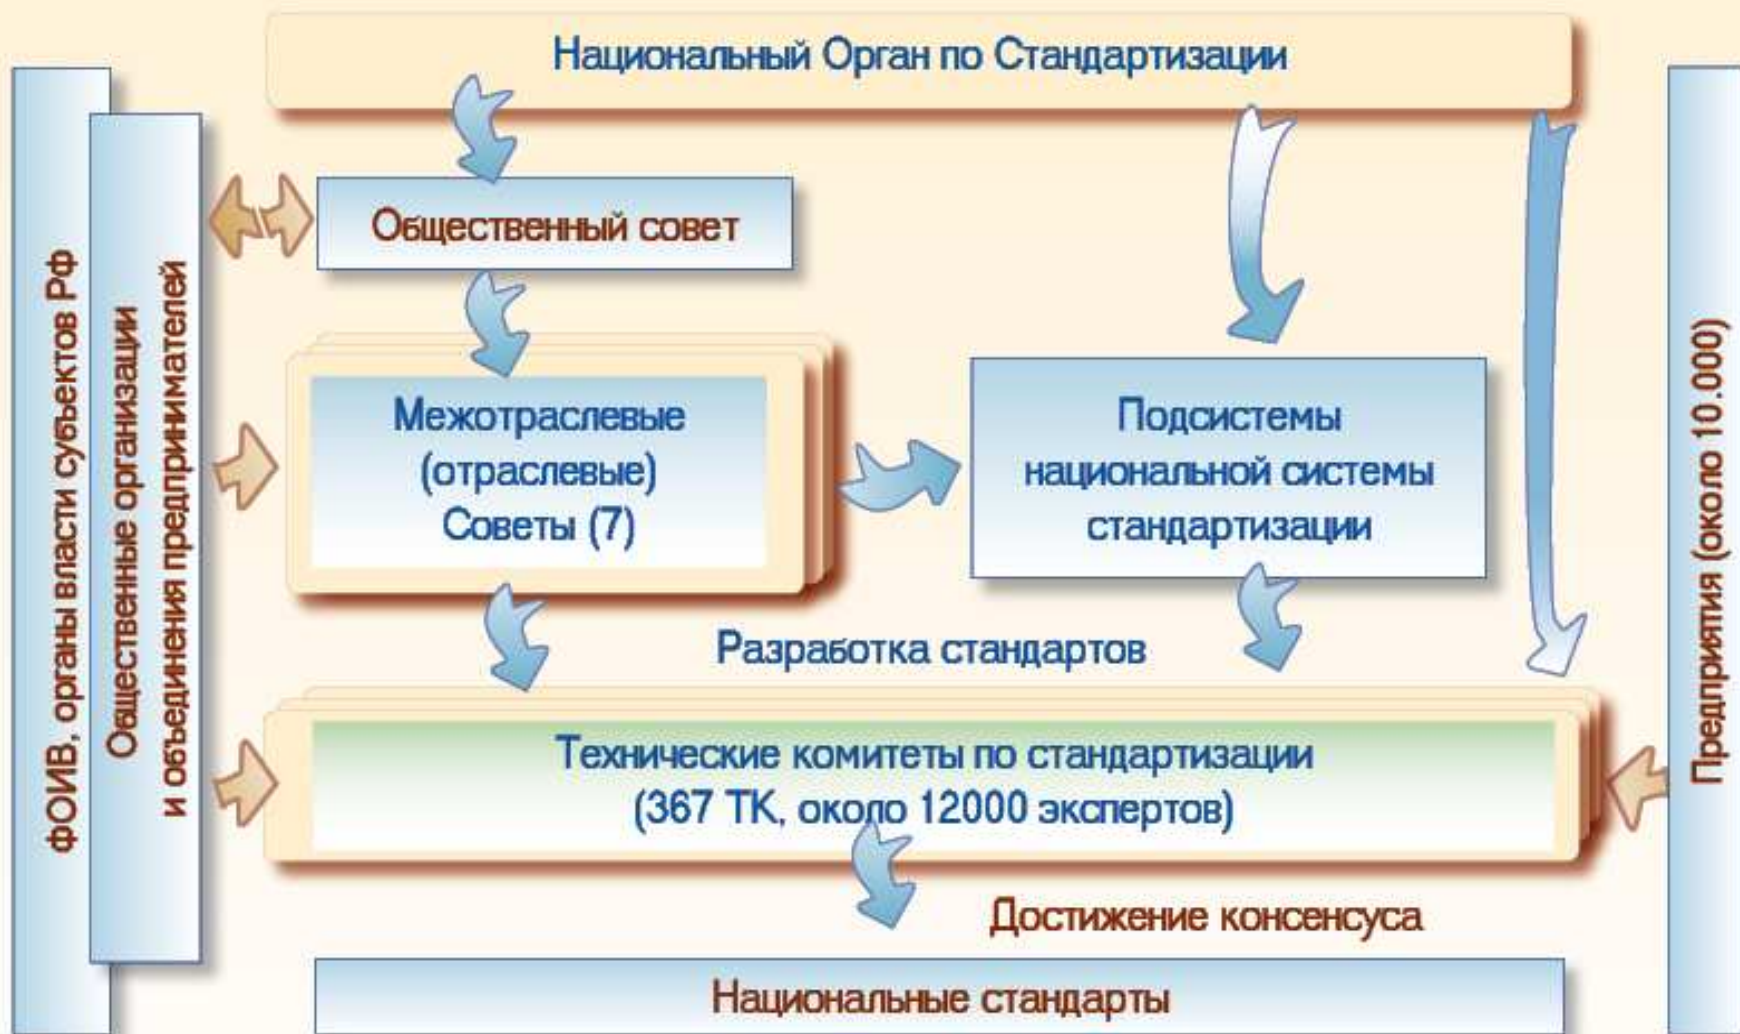 Национальный Орган по Стандартизации
ФОИВ, органы власти субъектов РФ
Общественные организации
и объединения предпринимателей
Общественный совет
Межотраслевые
(отраслевые)
Советы (7)
Подсистемы
национальной системы
стандартизации
Предприятия (около 10.000)
Разработка стандартов
Технические комитеты по стандартизации
(367 ТК, около 12000 экспертов)
Достижение консенсуса
Национальные стандарты